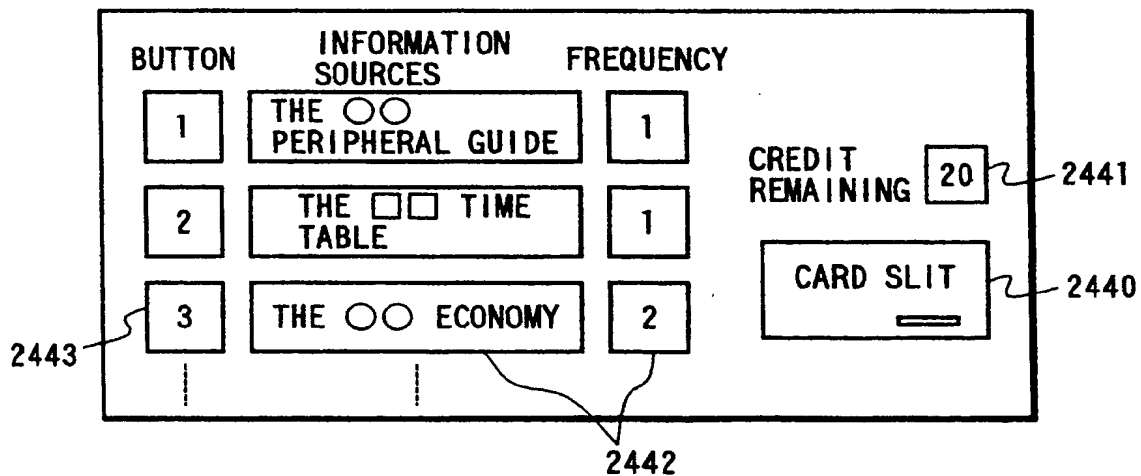 BUTTON
INFORMATION
SOURCES
FREQUENCY
1
THE ○○
PERIPHERAL GUIDE
1
2
THE □□ TIME
TABLE
1
3
THE ○○ ECONOMY
2
CREDIT
REMAINING
20
2441
CARD SLIT
2440
2443
2442